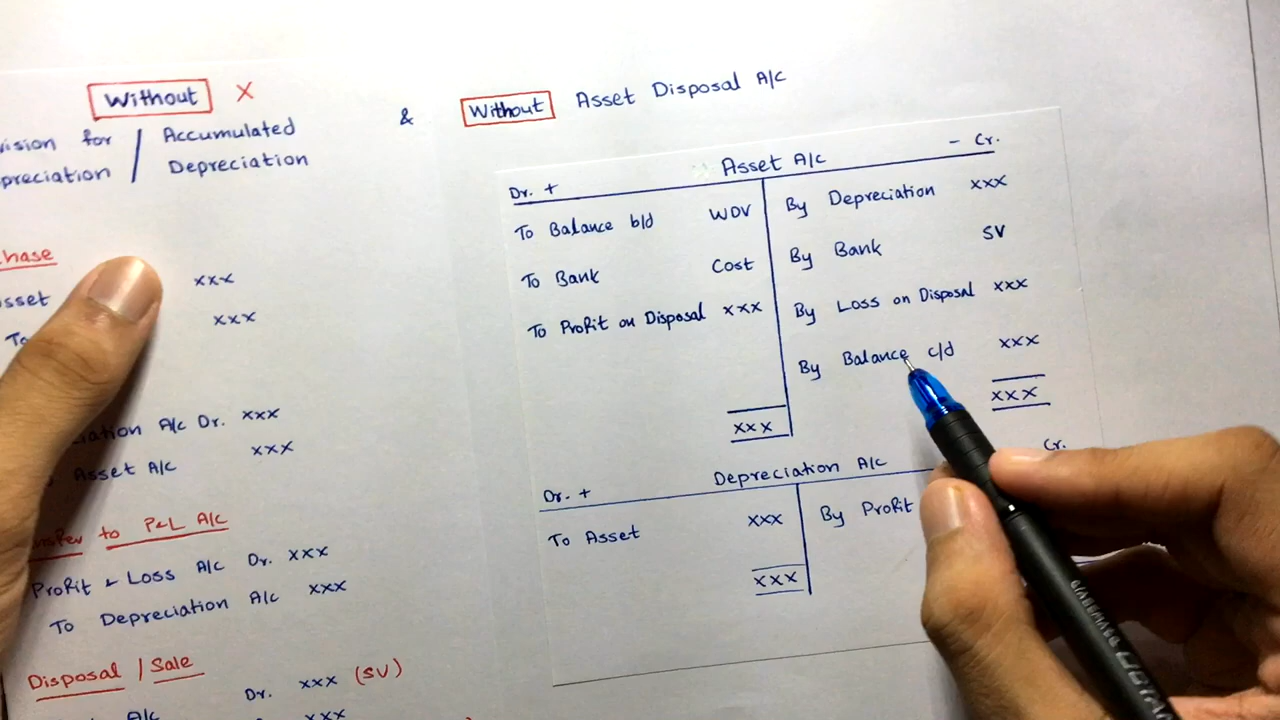 Without X & Without Asset Disposal A/c
vision for / Accumulated
preciation / Depreciation
hase
sset xxx
To xxx
iation A/c Dr. xxx
Asset A/c xxx
nsfer to P&L A/c
Profit & Loss A/c Dr. xxx
To Depreciation A/c xxx
Disposal / Sale
A/c Dr. xxx (SV)
xxx
Dr. + Asset A/c - Cr.
To Balance b/d WDV By Depreciation xxx
To Bank Cost By Bank SV
To Profit on Disposal xxx By Loss on Disposal xxx
By Balance c/d xxx
xxx xxx
Dr. + Depreciation A/c Cr.
To Asset xxx By Profit
xxx